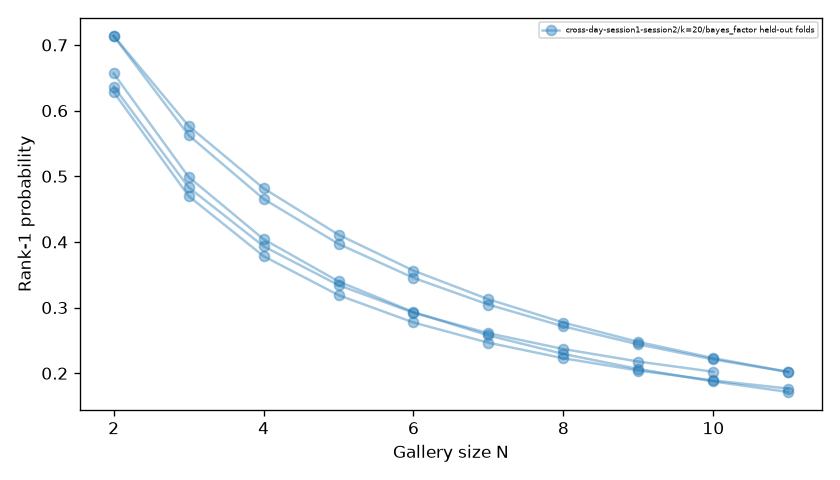 cross-day-session1-session2/k=20/bayes_factor held-out folds
0.7
0.6
0.5
0.4
0.3
0.2
Rank-1 probability
2 4 6 8 10
Gallery size N